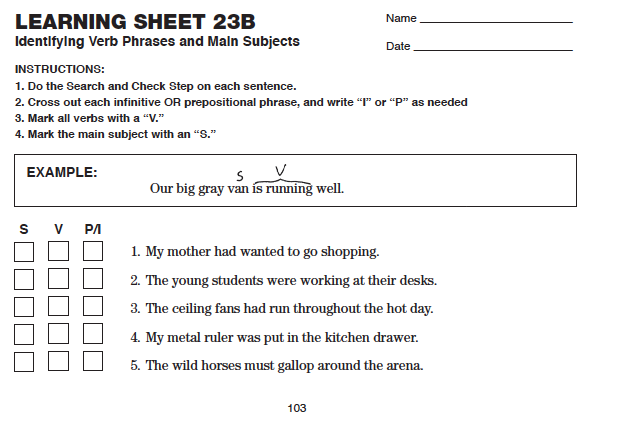 LEARNING SHEET 23B
Name
Identifying Verb Phrases and Main Subjects
Date
INSTRUCTIONS:
1. Do the Search and Check Step on each sentence.
2. Cross out each infinitive OR prepositional phrase, and write “I” or “P” as needed
3. Mark all verbs with a “V.”
4. Mark the main subject with an “S.”
EXAMPLE:
S V
Our big gray van is running well.
S V P/I
1. My mother had wanted to go shopping.
2. The young students were working at their desks.
3. The ceiling fans had run throughout the hot day.
4. My metal ruler was put in the kitchen drawer.
5. The wild horses must gallop around the arena.
103